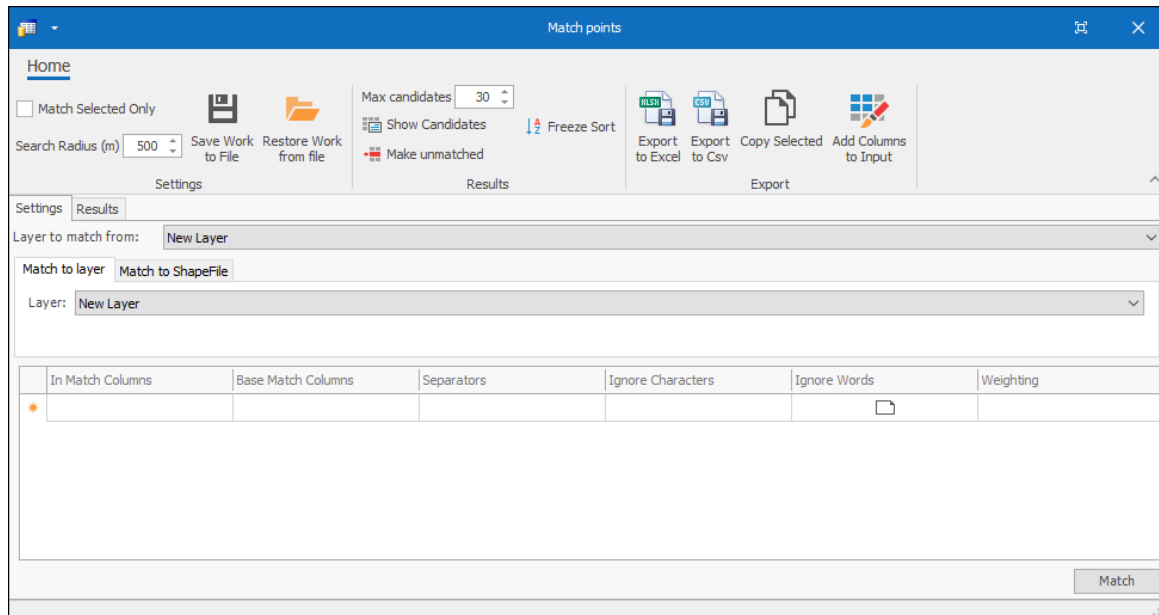 Match points
Home
Match Selected Only
Search Radius (m) 500
Save Work
to File
Restore Work
from file
Settings
Max candidates 30
Show Candidates
Make unmatched
Freeze Sort
Results
XLSX
Export
to Excel
CSV
Export
to Csv
Copy Selected
Add Columns
to Input
Export
Settings Results
Layer to match from: New Layer
Match to layer Match to ShapeFile
Layer: New Layer
In Match Columns Base Match Columns Separators Ignore Characters Ignore Words Weighting
Match